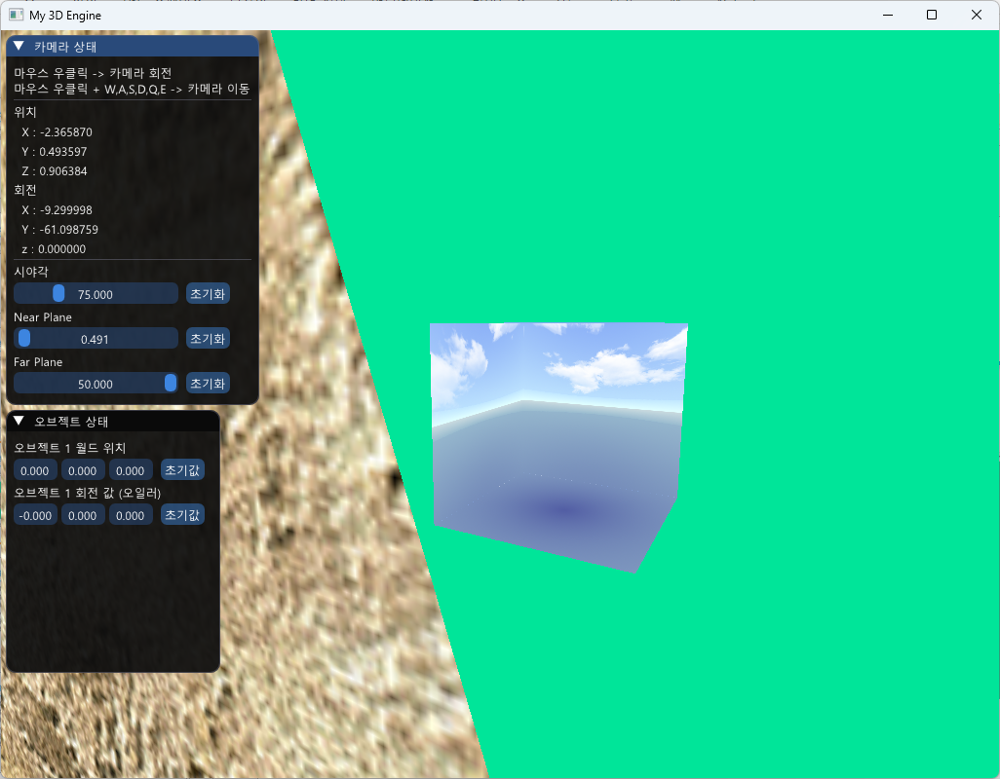 My 3D Engine
카메라 상태
마우스 우클릭 -> 카메라 회전
마우스 우클릭 + W,A,S,D,Q,E -> 카메라 이동
위치
X : -2.365870
Y : 0.493597
Z : 0.906384
회전
X : -9.299998
Y : -61.098759
z : 0.000000
시야각
75.000 초기화
Near Plane
0.491 초기화
Far Plane
50.000 초기화
오브젝트 상태
오브젝트 1 월드 위치
0.000 0.000 0.000 초기값
오브젝트 1 회전 값 (오일러)
-0.000 0.000 0.000 초기값